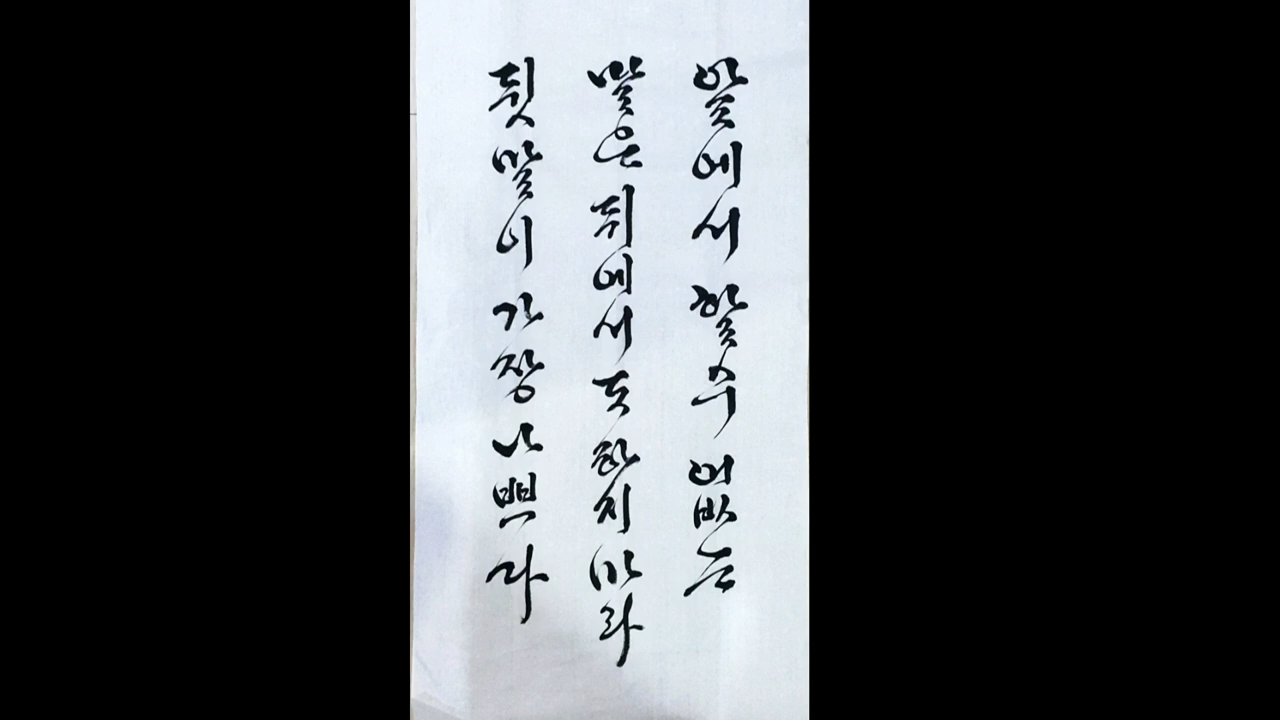 앞에서 할수 없는
말은 뒤에서도 하지 마라
뒷말이 가장 나쁘다